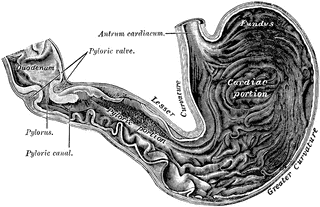 Antrum cardiacum.
Fundus
Pyloric valve.
Duodenum
Cardiac
portion
Lesser
Curvature
Pyloric portion
Pylorus.
Pyloric canal.
Greater Curvature